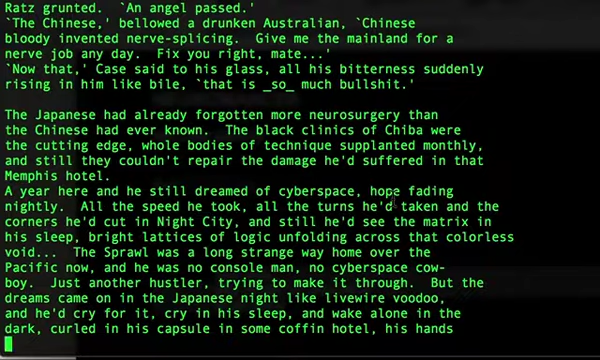 Ratz grunted.  `An angel passed.'
`The Chinese,' bellowed a drunken Australian, `Chinese
bloody invented nerve-splicing.  Give me the mainland for a
nerve job any day.  Fix you right, mate...'
`Now that,' Case said to his glass, all his bitterness suddenly
rising in him like bile, `that is _so_ much bullshit.'

The Japanese had already forgotten more neurosurgery than
the Chinese had ever known.  The black clinics of Chiba were
the cutting edge, whole bodies of technique supplanted monthly,
and still they couldn't repair the damage he'd suffered in that
Memphis hotel.
A year here and he still dreamed of cyberspace, hope fading
nightly.  All the speed he took, all the turns he'd taken and the
corners he'd cut in Night City, and still he'd see the matrix in
his sleep, bright lattices of logic unfolding across that colorless
void...  The Sprawl was a long strange way home over the
Pacific now, and he was no console man, no cyberspace cow-
boy.  Just another hustler, trying to make it through.  But the
dreams came on in the Japanese night like livewire voodoo,
and he'd cry for it, cry in his sleep, and wake alone in the
dark, curled in his capsule in some coffin hotel, his hands